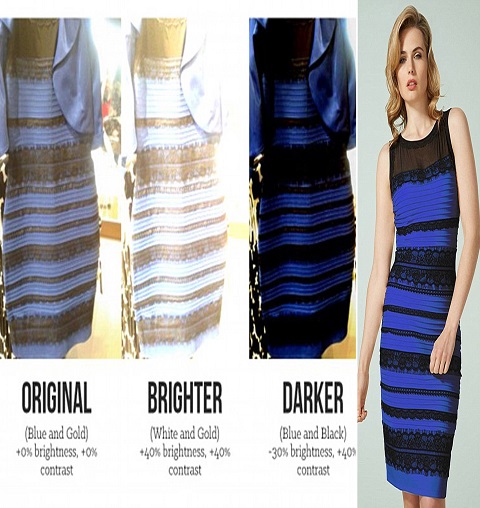 ORIGINAL
(Blue and Gold)
+0% brightness, +0%
contrast
BRIGHTER
(White and Gold)
+40% brightness, +40%
contrast
DARKER
(Blue and Black)
-30% brightness, +40%
contrast